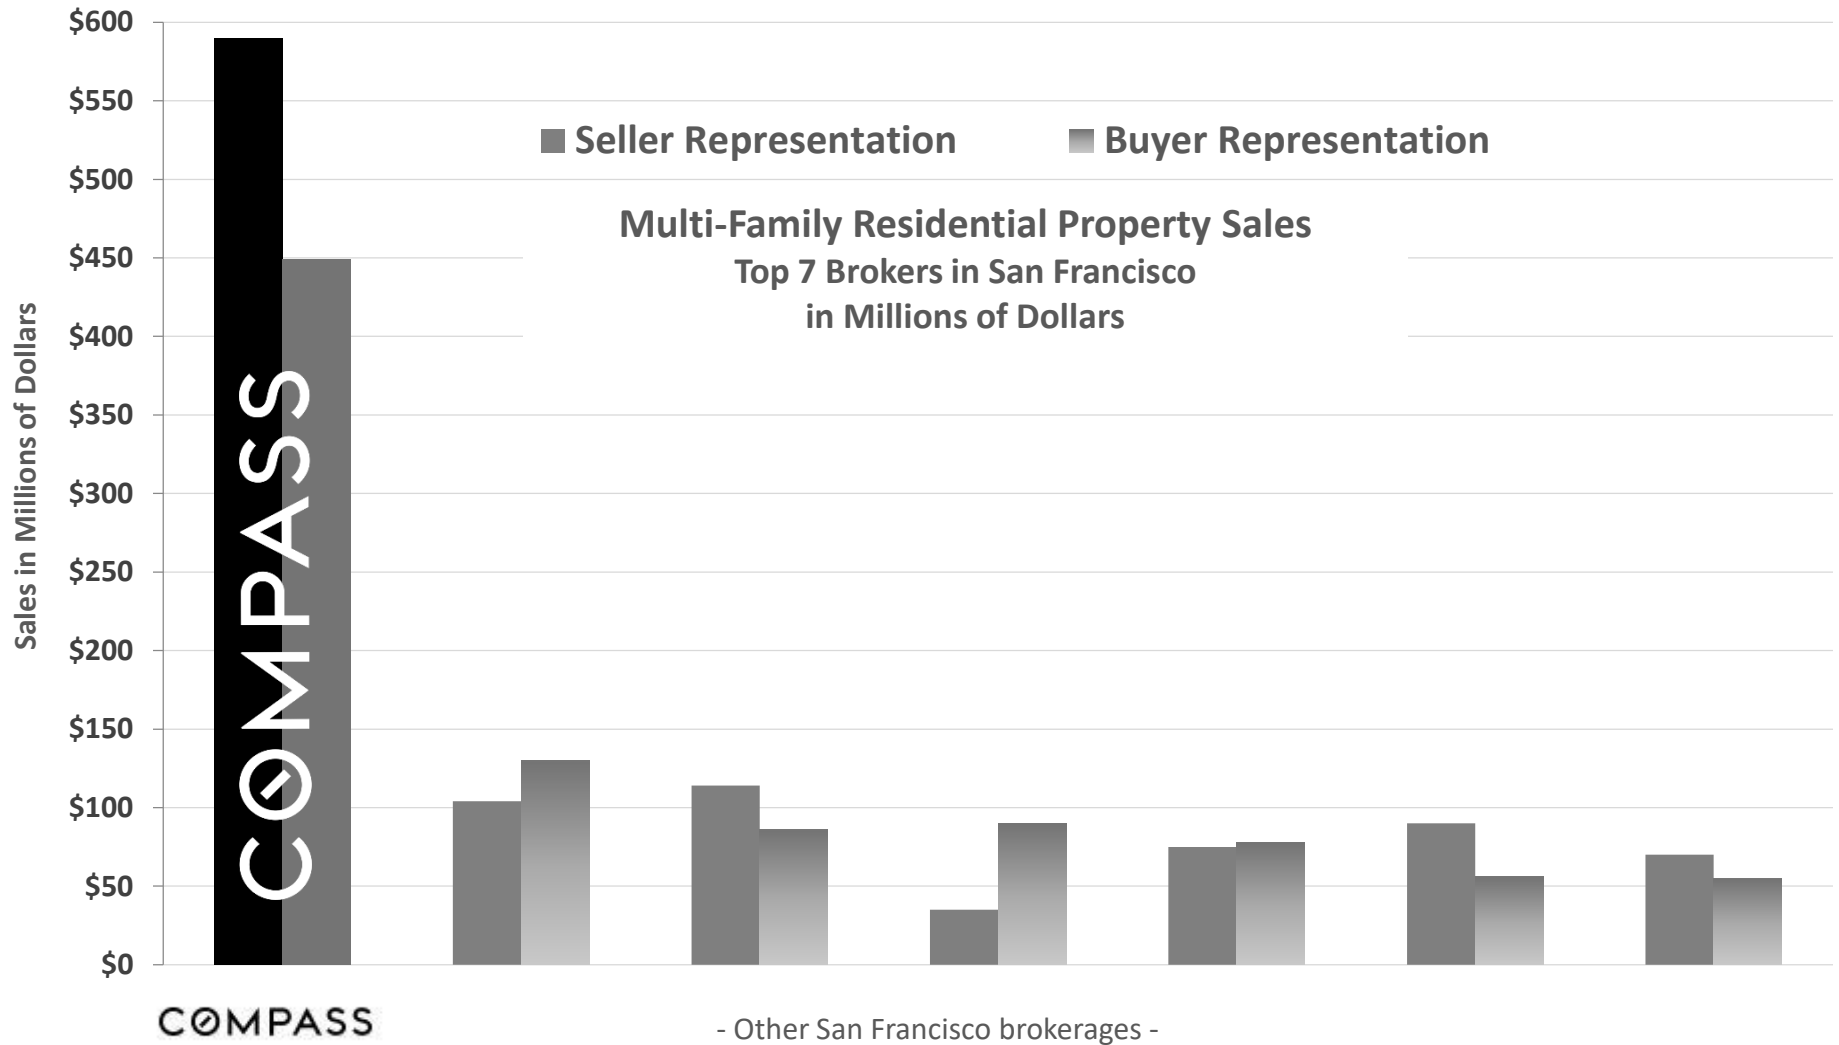 $600
$550
$500
$450
$400
$350
$300
$250
$200
$150
$100
$50
$0
Sales in Millions of Dollars
Seller Representation
Buyer Representation
Multi-Family Residential Property Sales
Top 7 Brokers in San Francisco
in Millions of Dollars
COMPASS
COMPASS
- Other San Francisco brokerages -